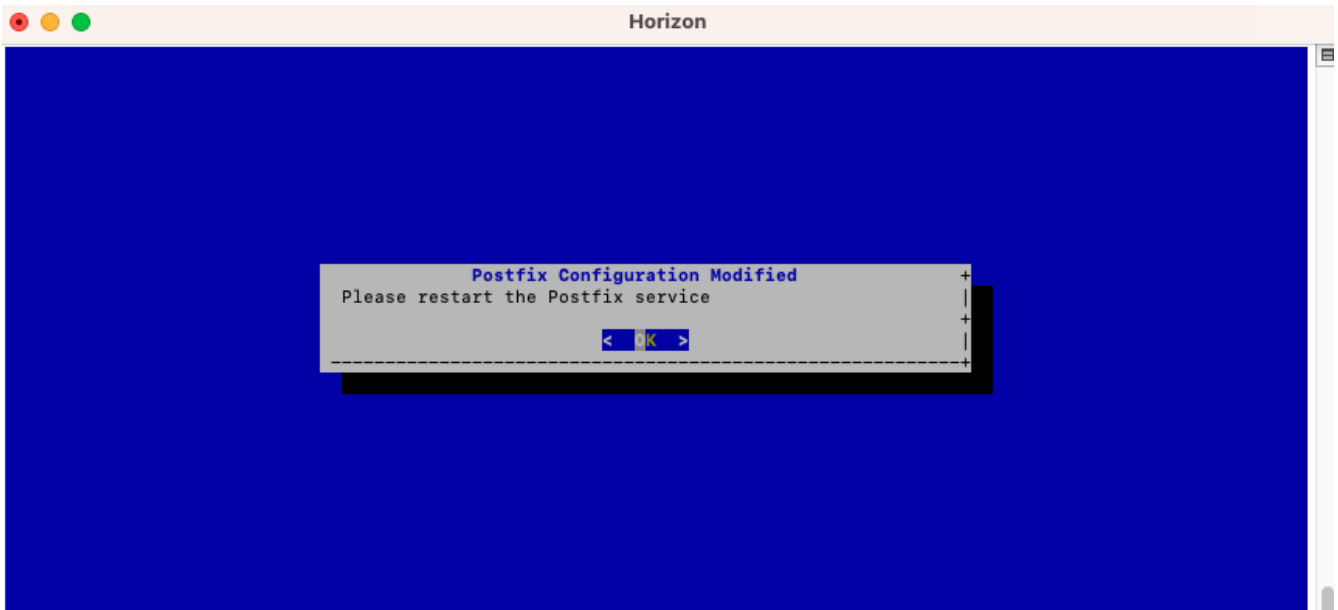 Horizon
Postfix Configuration Modified
Please restart the Postfix service
< OK >